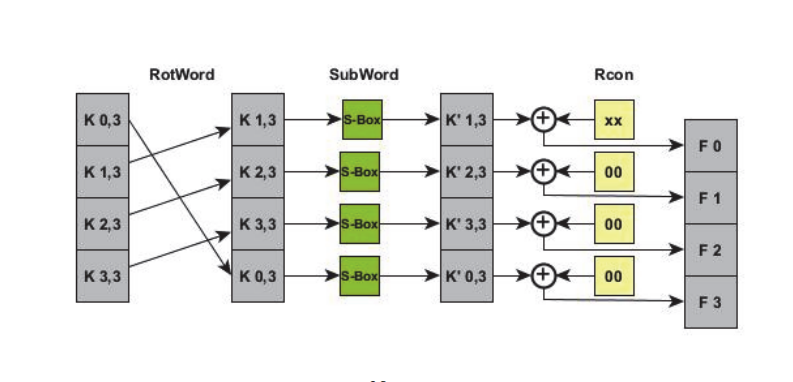 RotWord SubWord Rcon
K 0,3 K 1,3 S-Box K' 1,3 + xx
F 0
K 1,3 K 2,3 S-Box K' 2,3 + 00
F 1
K 2,3 K 3,3 S-Box K' 3,3 + 00
F 2
K 3,3 K 0,3 S-Box K' 0,3 + 00
F 3